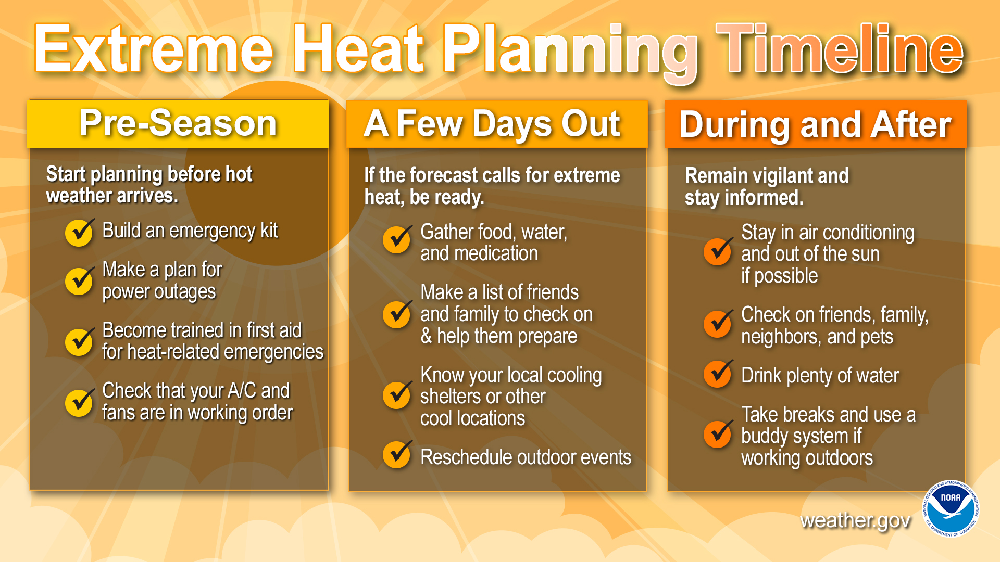 Extreme Heat Planning Timeline
Pre-Season
Start planning before hot
weather arrives.
Build an emergency kit
Make a plan for
power outages
Become trained in first aid
for heat-related emergencies
Check that your A/C and
fans are in working order
A Few Days Out
If the forecast calls for extreme
heat, be ready.
Gather food, water,
and medication
Make a list of friends
and family to check on
& help them prepare
Know your local cooling
shelters or other
cool locations
Reschedule outdoor events
During and After
Remain vigilant and
stay informed.
Stay in air conditioning
and out of the sun
if possible
Check on friends, family,
neighbors, and pets
Drink plenty of water
Take breaks and use a
buddy system if
working outdoors
weather.gov
NATIONAL OCEANIC AND ATMOSPHERIC ADMINISTRATION
NOAA
U.S. DEPARTMENT OF COMMERCE